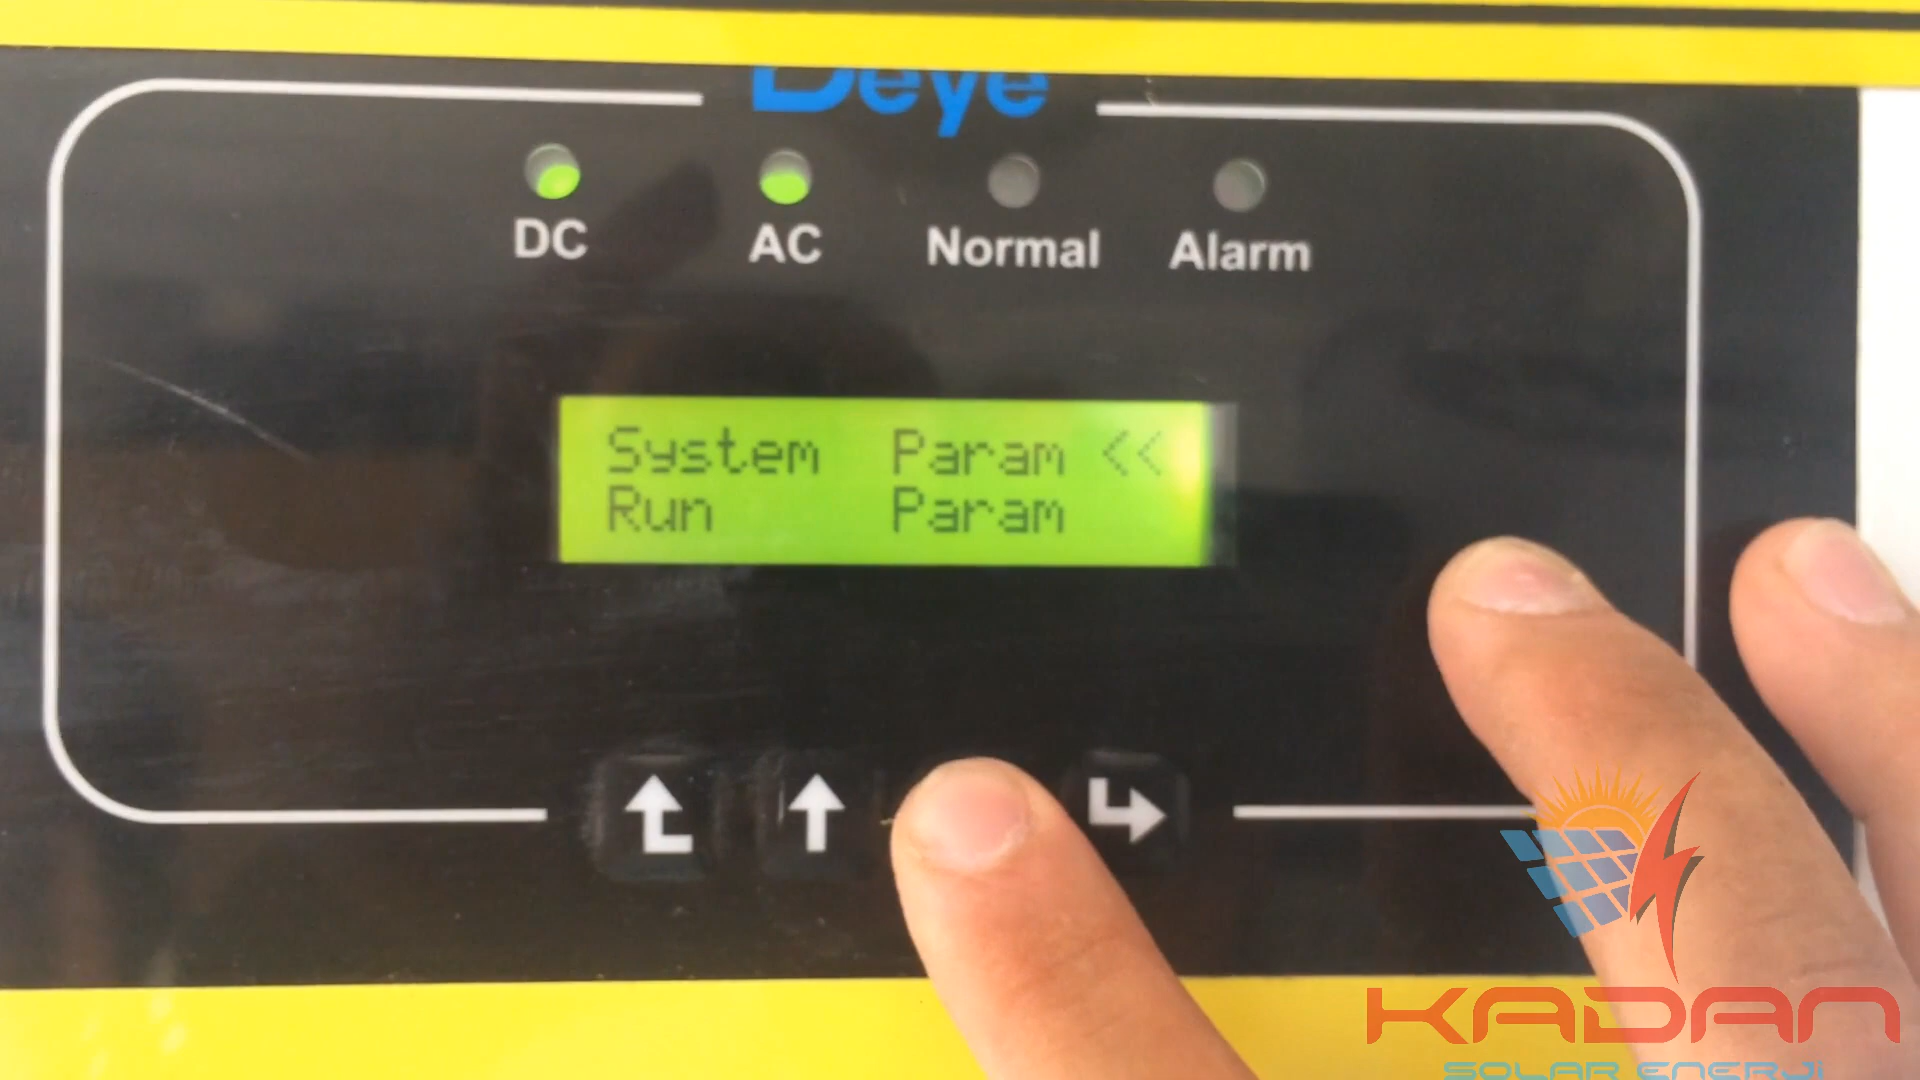 Deye
DC AC Normal Alarm
System Param <<
Run Param
KADAN
SOLAR ENERJİ